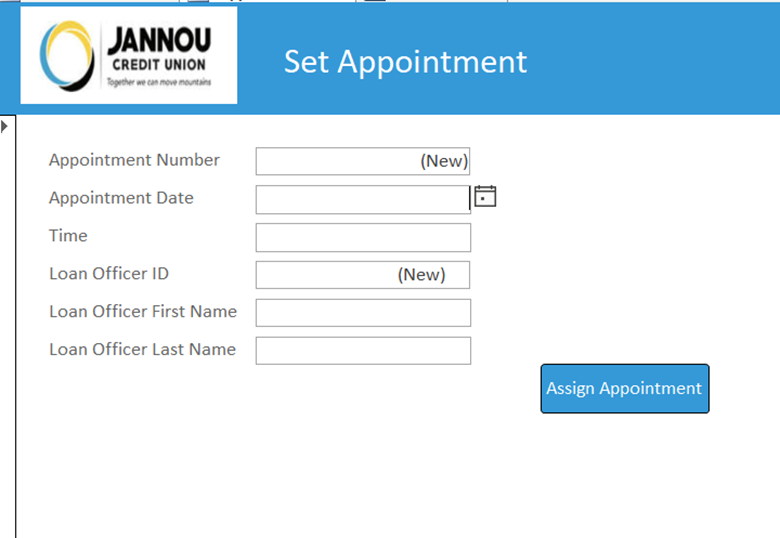 JANNOU
CREDIT UNION
Together we can move mountains
Set Appointment
Appointment Number (New)
Appointment Date
Time
Loan Officer ID (New)
Loan Officer First Name
Loan Officer Last Name
Assign Appointment